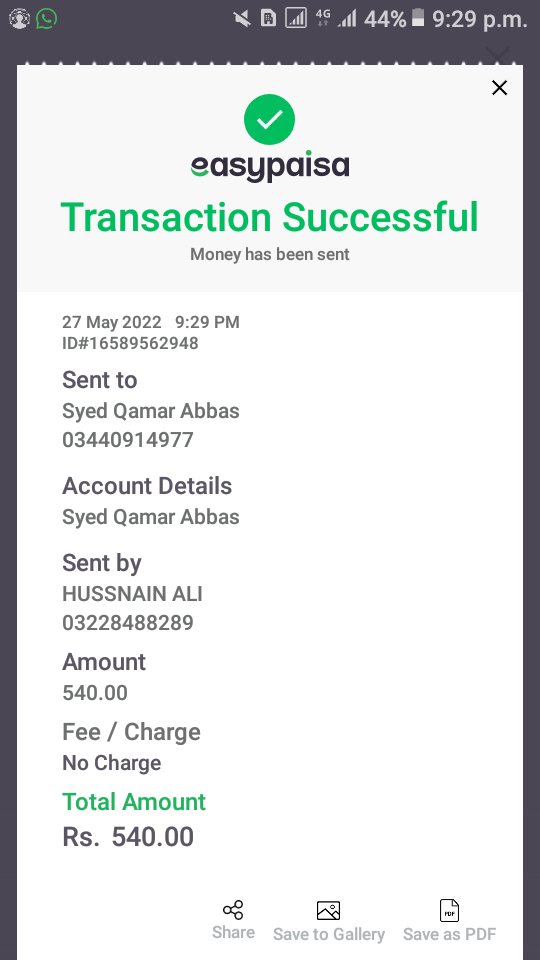 4G 44% 9:29 p.m.
easypaisa
Transaction Successful
Money has been sent
27 May 2022 9:29 PM
ID#16589562948
Sent to
Syed Qamar Abbas
03440914977
Account Details
Syed Qamar Abbas
Sent by
HUSSNAIN ALI
03228488289
Amount
540.00
Fee / Charge
No Charge
Total Amount
Rs. 540.00
PDF
Share Save to Gallery Save as PDF